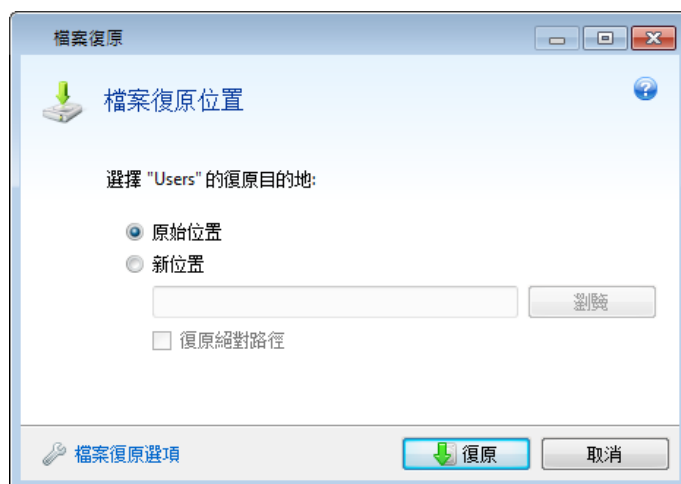 檔案復原
檔案復原位置
選擇 "Users" 的復原目的地:
原始位置
新位置
瀏覽
復原絕對路徑
檔案復原選項
復原
取消